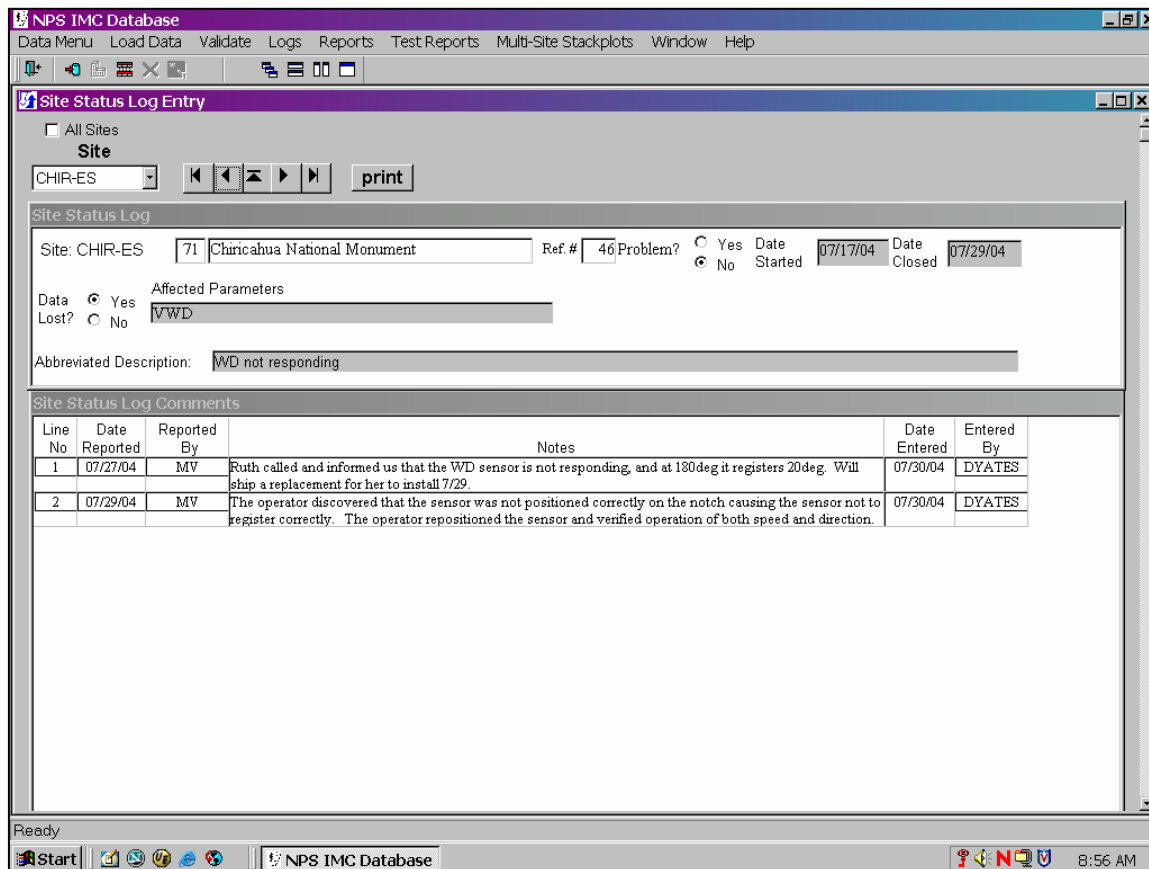 NPS IMC Database
Data Menu Load Data Validate Logs Reports Test Reports Multi-Site Stackplots Window Help
Site Status Log Entry
All Sites
Site
CHIR-ES
print
Site Status Log
Site: CHIR-ES 71 Chiricahua National Monument Ref. # 46 Problem? Yes No Date Started 07/17/04 Date Closed 07/29/04
Data Lost? Yes No
Affected Parameters
VWD
Abbreviated Description: WD not responding
Site Status Log Comments
Line No Date Reported Reported By Notes Date Entered Entered By
1 07/27/04 MV Ruth called and informed us that the WD sensor is not responding, and at 180deg it registers 20deg. Will 07/30/04 DYATES
ship a replacement for her to install 7/29.
2 07/29/04 MV The operator discovered that the sensor was not positioned correctly on the notch causing the sensor not to 07/30/04 DYATES
register correctly. The operator repositioned the sensor and verified operation of both speed and direction.
Ready
Start NPS IMC Database 8:56 AM